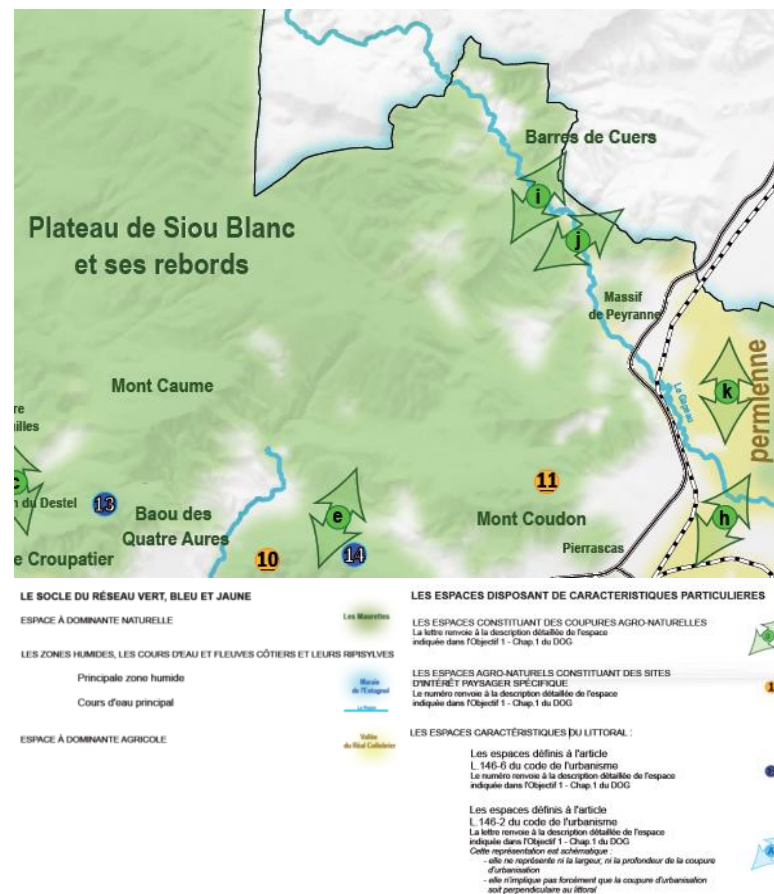 Barres de Cuers
i
Plateau de Siou Blanc
et ses rebords
j
Massif
de Peyranne
permienne
Mont Caume
k
Le Gapeau
re
illes
c
11
n du Destel
13
Baou des
Quatre Aures
e
Mont Coudon
h
e Croupatier
10
14
Pierrascas
LE SOCLE DU RÉSEAU VERT, BLEU ET JAUNE
ESPACE À DOMINANTE NATURELLE
Les Maurettes
LES ZONES HUMIDES, LES COURS D'EAU ET FLEUVES CÔTIERS ET LEURS RIPISYLVES
Principale zone humide
Marais
de l'Estagnol
Cours d'eau principal
ESPACE À DOMINANTE AGRICOLE
Vallée
du Réal Collobrier
LES ESPACES DISPOSANT DE CARACTERISTIQUES PARTICULIERES
LES ESPACES CONSTITUANT DES COUPURES AGRO-NATURELLES
La lettre renvoie à la description détaillée de l'espace
indiquée dans l'Objectif 1 - Chap.1 du DOG
LES ESPACES AGRO-NATURELS CONSTITUANT DES SITES
D'INTÉRÊT PAYSAGER SPÉCIFIQUE
Le numéro renvoie à la description détaillée de l'espace
indiquée dans l'Objectif 1 - Chap.1 du DOG
1
LES ESPACES CARACTÉRISTIQUES DU LITTORAL :
Les espaces définis à l'article
L.146-6 du code de l'urbanisme
Le numéro renvoie à la description détaillée de l'espace
indiquée dans l'Objectif 1 - Chap.1 du DOG
Les espaces définis à l'article
L.146-2 du code de l'urbanisme
La lettre renvoie à la description détaillée de l'espace
indiquée dans l'Objectif 1 - Chap.1 du DOG
Cette représentation est schématique :
- elle ne représente ni la largeur, ni la profondeur de la coupure
d'urbanisation
- elle n'implique pas forcément que la coupure d'urbanisation
soit perpendiculaire au littoral
A